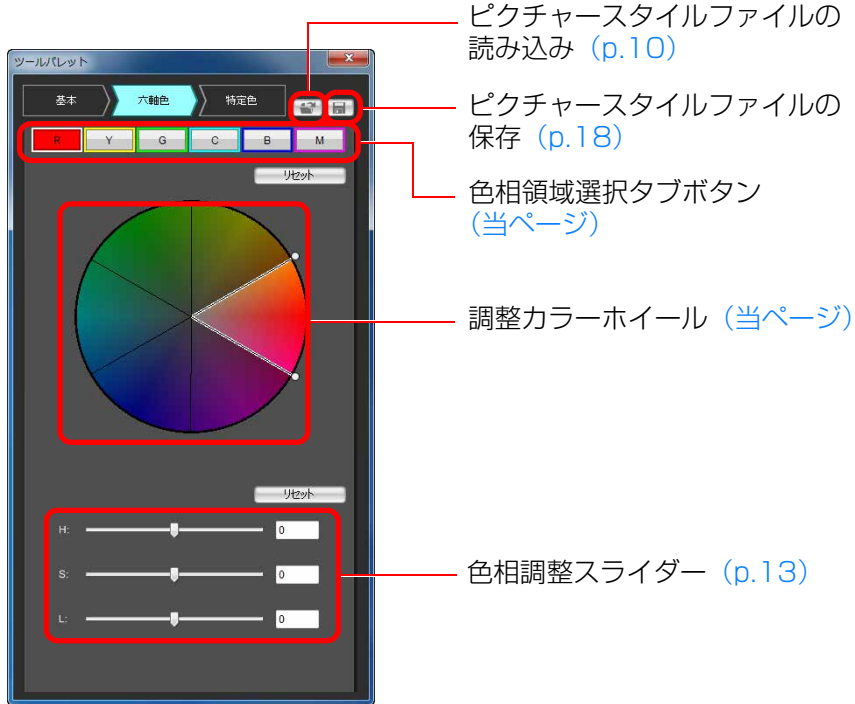 ピクチャースタイルファイルの
読み込み（p.10）
ツールパレット
基本 六軸色 特定色
ピクチャースタイルファイルの
保存（p.18）
R Y G C B M
色相領域選択タブボタン
（当ページ）
リセット
調整カラーホイール（当ページ）
リセット
H: 0
S: 0
色相調整スライダー（p.13）
L: 0